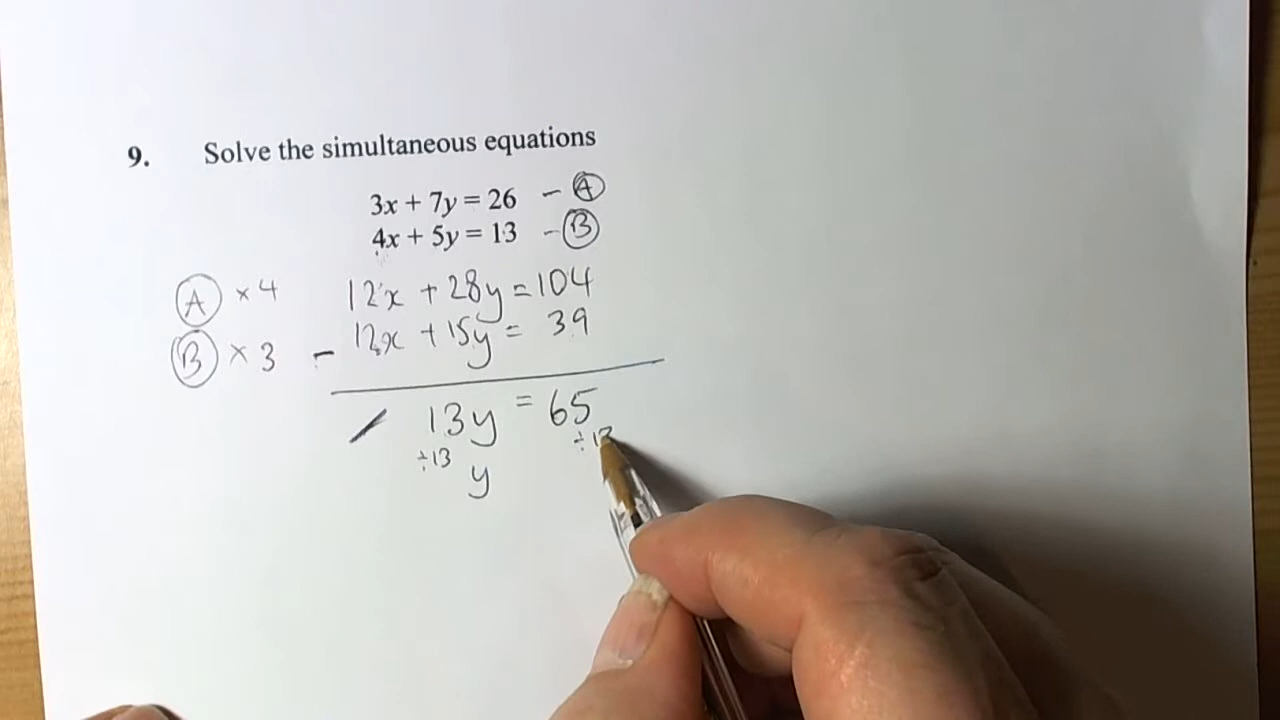 9. Solve the simultaneous equations
3x + 7y = 26 - A
4x + 5y = 13 - B
A × 4 12x + 28y = 104
B × 3 - 12x + 15y = 39
13y = 65
÷13 ÷13
y